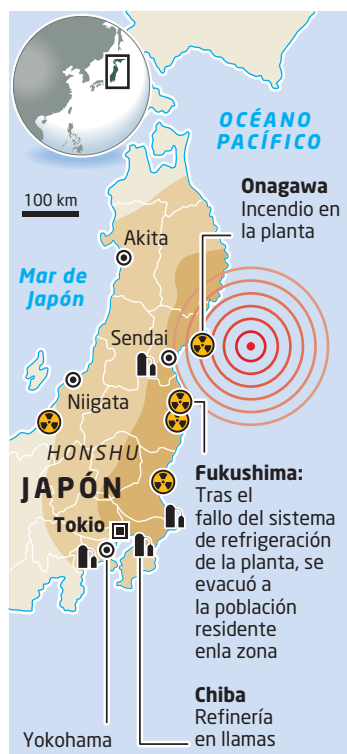 OCÉANO
PACÍFICO
Onagawa
Incendio en
la planta
100 km
Akita
Mar de
Japón
Sendai
Niigata
HONSHU
JAPÓN
Tokio
Fukushima:
Tras el
fallo del sistema
de refrigeración
de la planta, se
evacuó a
la población
residente
enla zona
Chiba
Refinería
en llamas
Yokohama